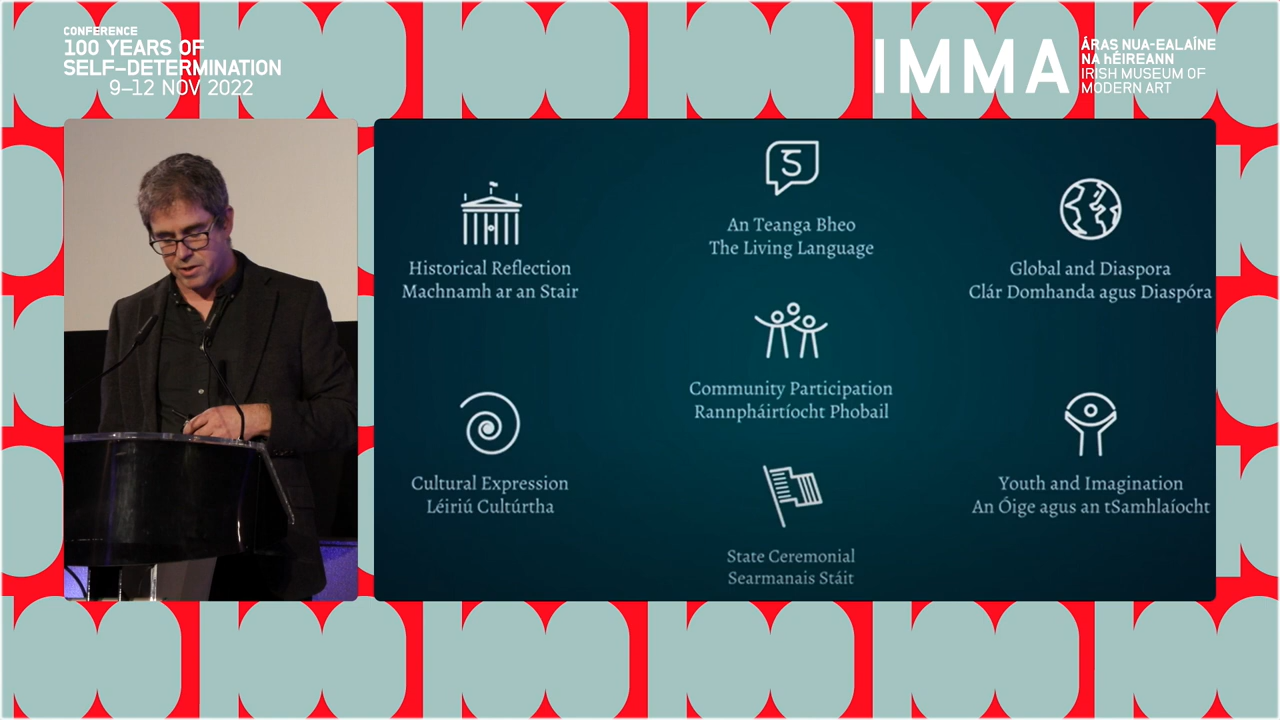 CONFERENCE
100 YEARS OF
SELF–DETERMINATION
9–12 NOV 2022
IMMA
ÁRAS NUA-EALAÍNE
NA hÉIREANN
IRISH MUSEUM OF
MODERN ART
Historical Reflection
Machnamh ar an Stair
An Teanga Bheo
The Living Language
Global and Diaspora
Clár Domhanda agus Diaspóra
Community Participation
Rannpháirtíocht Phobail
Cultural Expression
Léiriú Cultúrtha
Youth and Imagination
An Óige agus an tSamhlaíocht
State Ceremonial
Searmanais Stáit